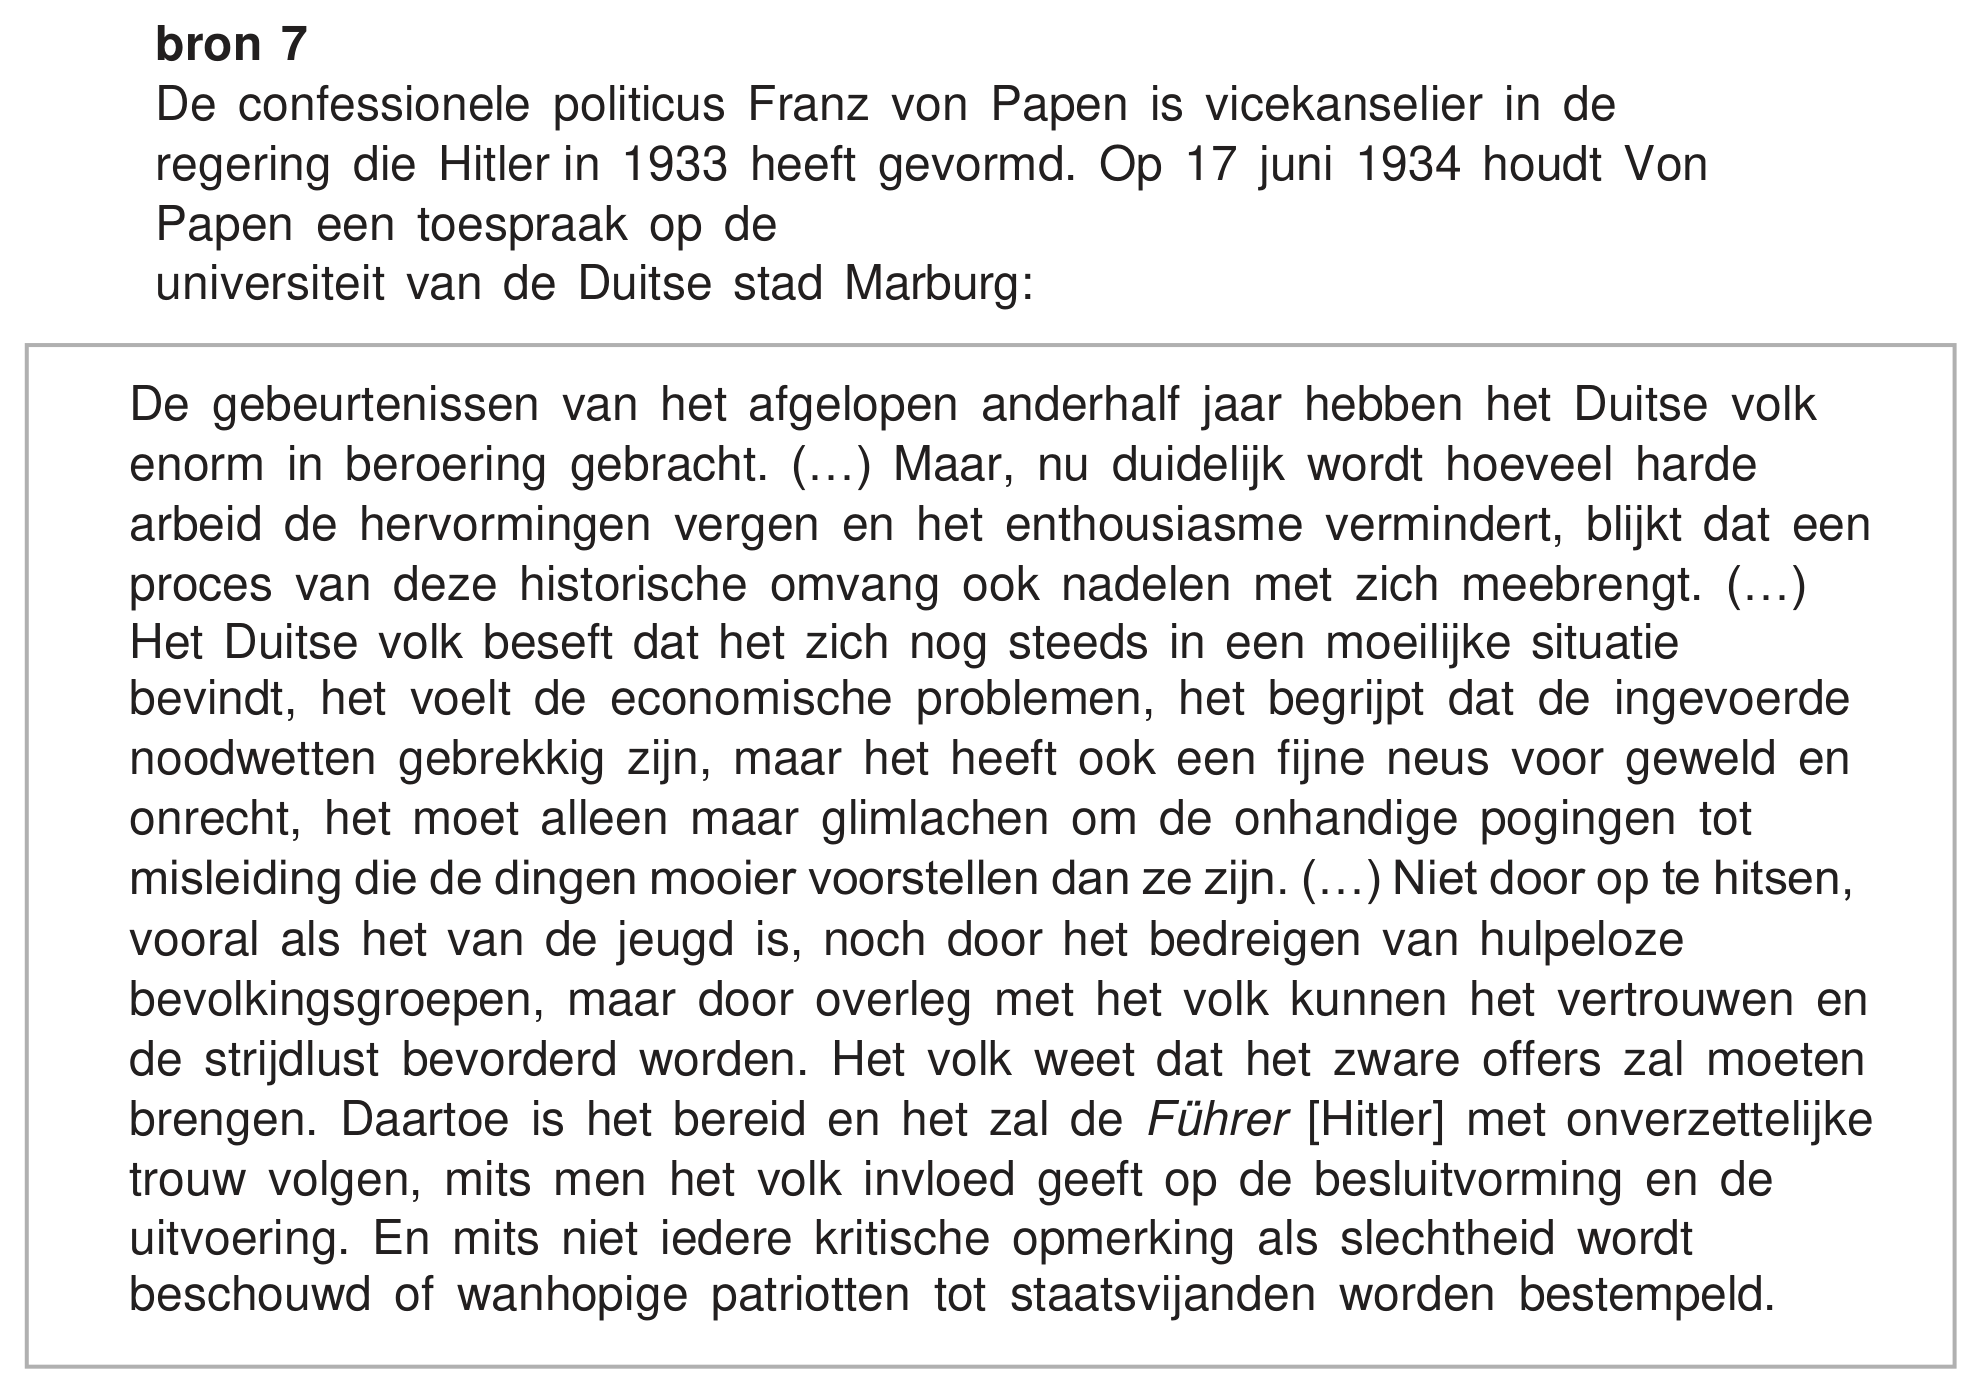 bron 7
De confessionele politicus Franz von Papen is vicekanselier in de
regering die Hitler in 1933 heeft gevormd. Op 17 juni 1934 houdt Von
Papen een toespraak op de
universiteit van de Duitse stad Marburg:
De gebeurtenissen van het afgelopen anderhalf jaar hebben het Duitse volk
enorm in beroering gebracht. (…) Maar, nu duidelijk wordt hoeveel harde
arbeid de hervormingen vergen en het enthousiasme vermindert, blijkt dat een
proces van deze historische omvang ook nadelen met zich meebrengt. (…)
Het Duitse volk beseft dat het zich nog steeds in een moeilijke situatie
bevindt, het voelt de economische problemen, het begrijpt dat de ingevoerde
noodwetten gebrekkig zijn, maar het heeft ook een fijne neus voor geweld en
onrecht, het moet alleen maar glimlachen om de onhandige pogingen tot
misleiding die de dingen mooier voorstellen dan ze zijn. (…) Niet door op te hitsen,
vooral als het van de jeugd is, noch door het bedreigen van hulpeloze
bevolkingsgroepen, maar door overleg met het volk kunnen het vertrouwen en
de strijdlust bevorderd worden. Het volk weet dat het zware offers zal moeten
brengen. Daartoe is het bereid en het zal de Führer [Hitler] met onverzettelijke
trouw volgen, mits men het volk invloed geeft op de besluitvorming en de
uitvoering. En mits niet iedere kritische opmerking als slechtheid wordt
beschouwd of wanhopige patriotten tot staatsvijanden worden bestempeld.